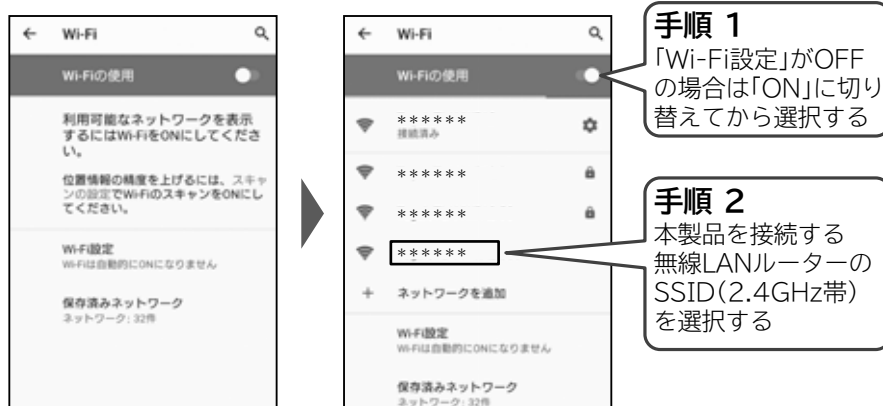 ← Wi-Fi
Wi-Fiの使用
利用可能なネットワークを表示
するにはWi-FiをONにしてくださ
い。
位置情報の精度を上げるには、スキャ
ンの設定でWi-FiのスキャンをONにし
てください。
Wi-Fi設定
Wi-Fiは自動的にONになりません
保存済みネットワーク
ネットワーク: 32件
← Wi-Fi
Wi-Fiの使用
******
接続済み
******
******
******
+ ネットワークを追加
Wi-Fi設定
Wi-Fiは自動的にONになりません
保存済みネットワーク
ネットワーク: 32件
手順 1
「Wi-Fi設定」がOFF
の場合は「ON」に切り
替えてから選択する
手順 2
本製品を接続する
無線LANルーターの
SSID(2.4GHz帯)
を選択する